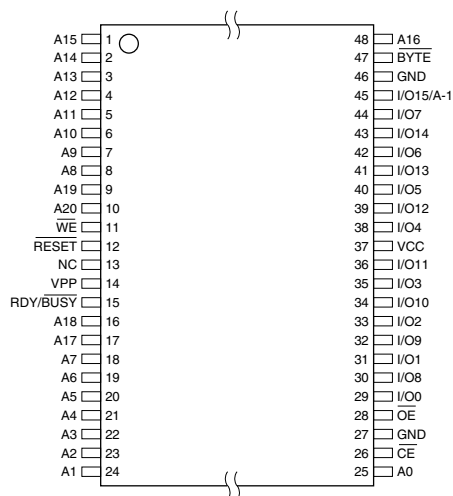 A15 1 48 A16
A14 2 47 BYTE
A13 3 46 GND
A12 4 45 I/O15/A-1
A11 5 44 I/O7
A10 6 43 I/O14
A9 7 42 I/O6
A8 8 41 I/O13
A19 9 40 I/O5
A20 10 39 I/O12
WE 11 38 I/O4
RESET 12 37 VCC
NC 13 36 I/O11
VPP 14 35 I/O3
RDY/BUSY 15 34 I/O10
A18 16 33 I/O2
A17 17 32 I/O9
A7 18 31 I/O1
A6 19 30 I/O8
A5 20 29 I/O0
A4 21 28 OE
A3 22 27 GND
A2 23 26 CE
A1 24 25 A0